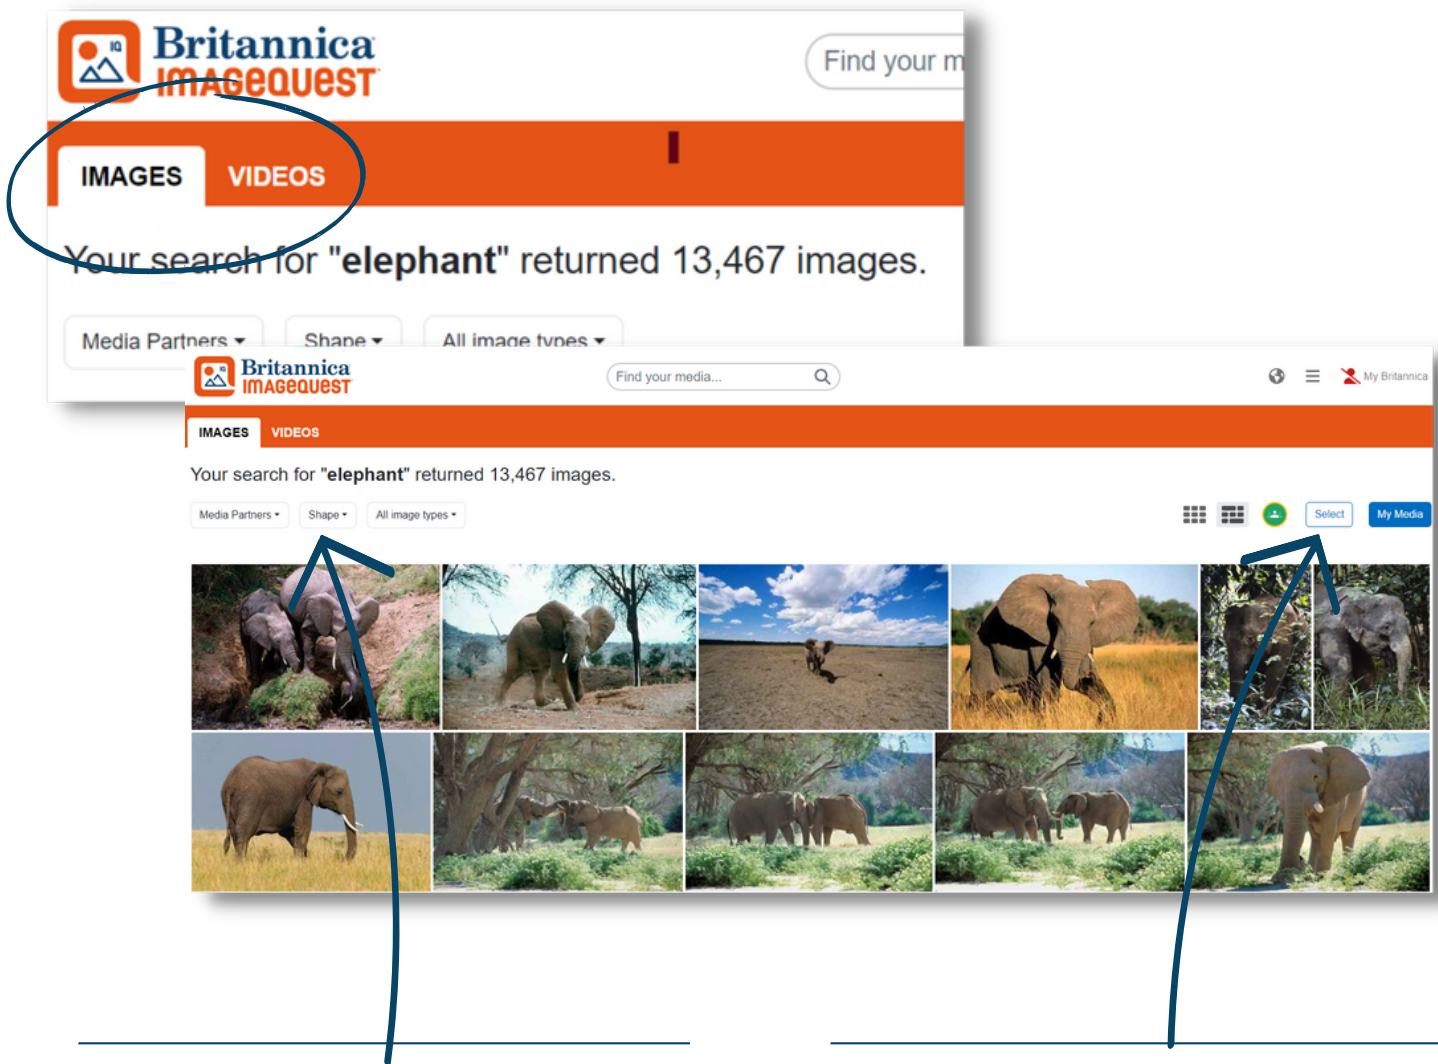 Britannica
IMAGEQUEST
Find your m
IMAGES VIDEOS
Your search for "elephant" returned 13,467 images.
Media Partners Shape All image types
Britannica
IMAGEQUEST
Find your media...
My Britannica
IMAGES VIDEOS
Your search for "elephant" returned 13,467 images.
Media Partners Shape All image types
Select My Media